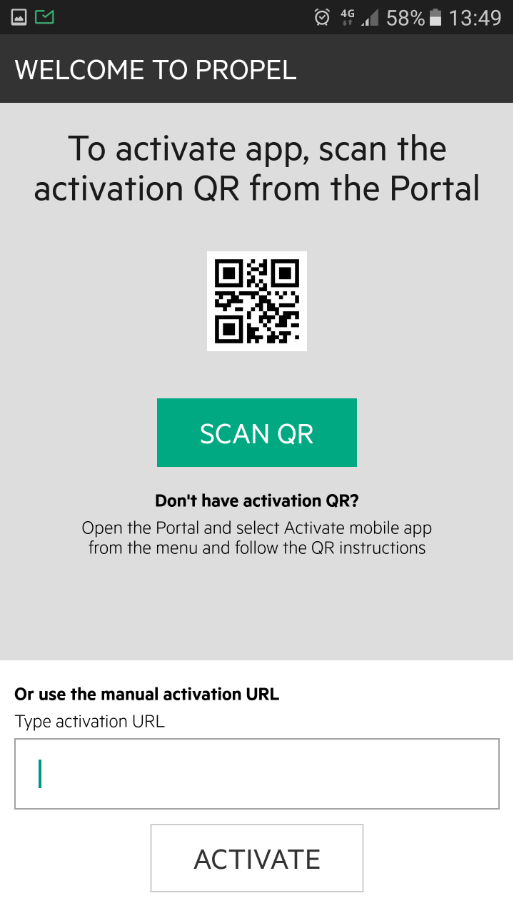 4G 58% 13:49
WELCOME TO PROPEL
To activate app, scan the
activation QR from the Portal
SCAN QR
Don't have activation QR?
Open the Portal and select Activate mobile app
from the menu and follow the QR instructions
Or use the manual activation URL
Type activation URL
ACTIVATE